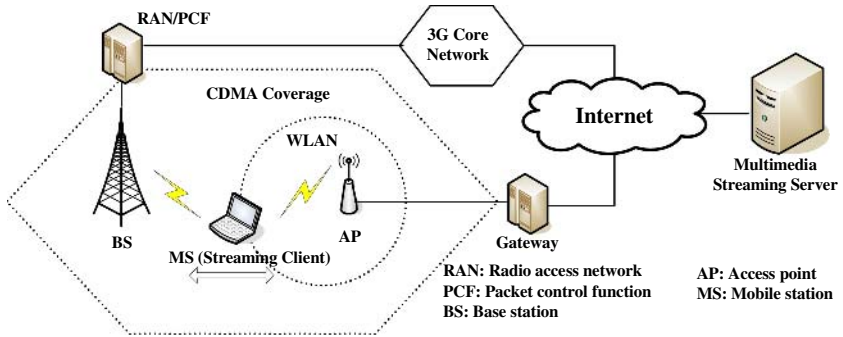 RAN/PCF
3G Core
Network
CDMA Coverage
WLAN
Internet
Multimedia
Streaming Server
BS
AP
Gateway
MS (Streaming Client)
RAN: Radio access network
PCF: Packet control function
BS: Base station
AP: Access point
MS: Mobile station